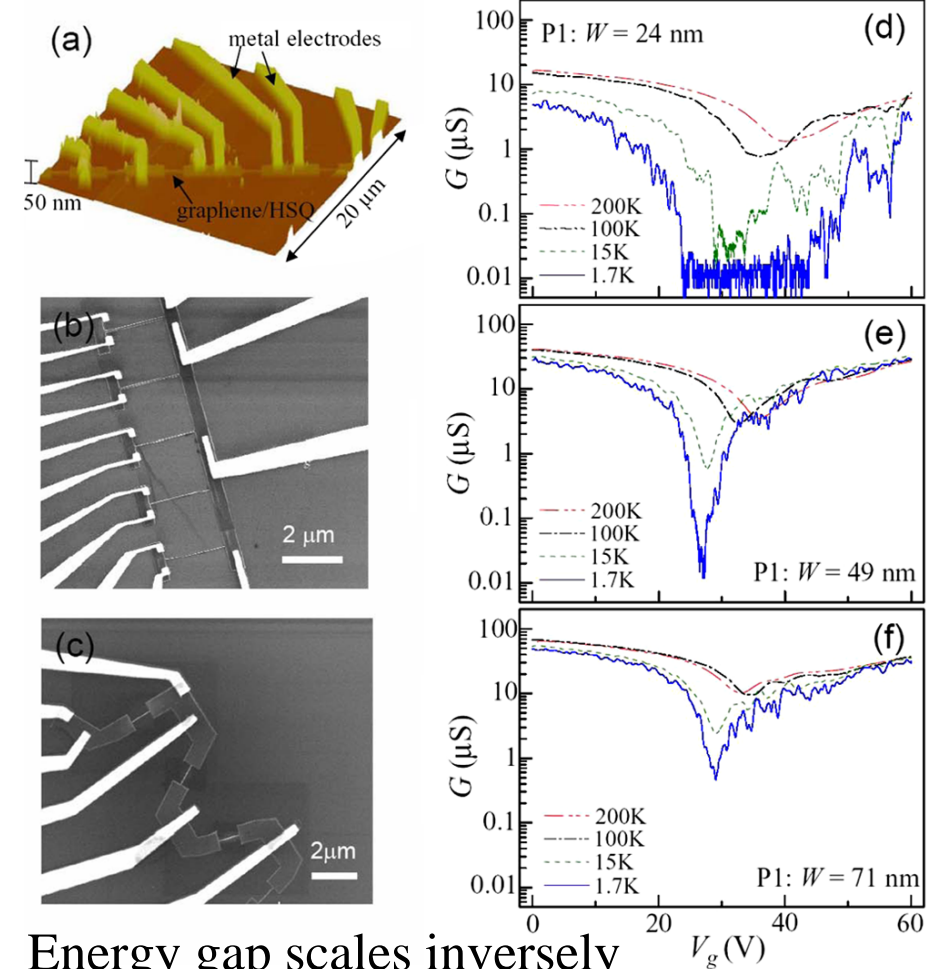 (a)
metal electrodes
50 nm
graphene/HSQ
20 μm
(b)
s
2 μm
(c)
2μm
(d)
P1: W = 24 nm
G (μS)
100
10
1
0.1
0.01
200K
100K
15K
1.7K
(e)
G (μS)
100
10
1
0.1
0.01
200K
100K
15K
1.7K
P1: W = 49 nm
(f)
G (μS)
100
10
1
0.1
0.01
200K
100K
15K
1.7K
P1: W = 71 nm
0 20 40 60
Vg (V)
Energy gap scales inversely